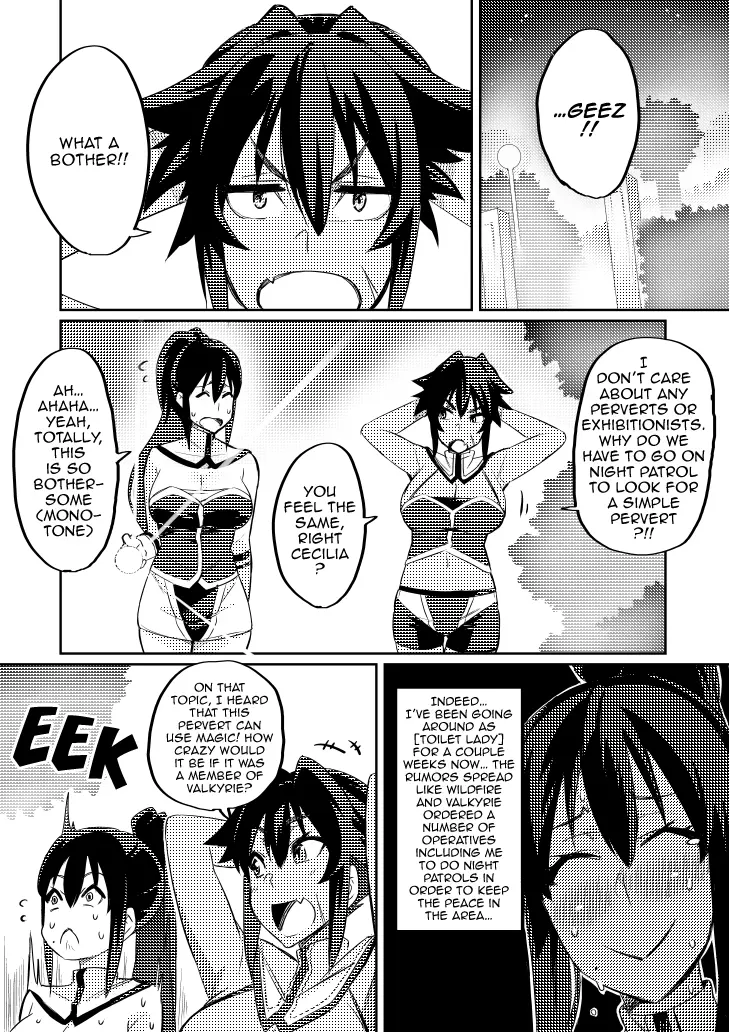 ...GEEZ
!!
WHAT A
BOTHER!!
I
DON'T CARE
ABOUT ANY
PERVERTS OR
EXHIBITIONISTS.
WHY DO WE
HAVE TO GO ON
NIGHT PATROL
TO LOOK FOR
A SIMPLE
PERVERT
?!!
YOU
FEEL THE
SAME,
RIGHT
CECILIA
?
AH...
AHAHA...
YEAH,
TOTALLY,
THIS
IS SO
BOTHER-
SOME
(MONO-
TONE)
INDEED...
I'VE BEEN GOING
AROUND AS
[TOILET LADY]
FOR A COUPLE
WEEKS NOW... THE
RUMORS SPREAD
LIKE WILDFIRE
AND VALKYRIE
ORDERED A
NUMBER OF
OPERATIVES
INCLUDING ME
TO DO NIGHT
PATROLS IN
ORDER TO KEEP
THE PEACE IN
THE AREA...
ON THAT
TOPIC, I HEARD
THAT THIS
PERVERT CAN
USE MAGIC! HOW
CRAZY WOULD
IT BE IF IT WAS
A MEMBER OF
VALKYRIE?
EEK